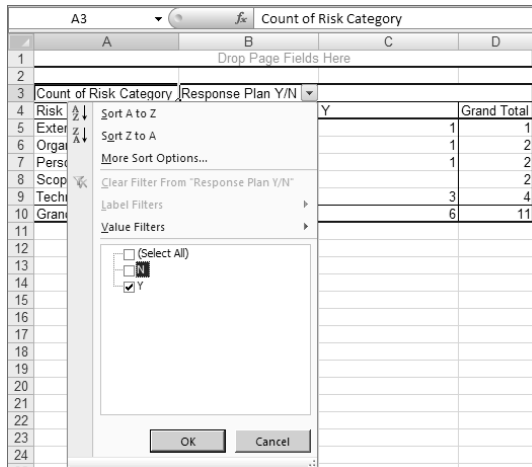 A3 fx Count of Risk Category
A B C D
1 Drop Page Fields Here
2
3 Count of Risk Category Response Plan Y/N
4 Risk Y Grand Total
5 Exter 1 1
6 Orgar 1 2
7 Perso 1 2
8 Scop 2
9 Techr 3 4
10 Grand 6 11
11
12
13
14
15
16
17
18
19
20
21
22
23
24
Sort A to Z
Sort Z to A
More Sort Options...
Clear Filter From "Response Plan Y/N"
Label Filters
Value Filters
(Select All)
N
Y
OK Cancel